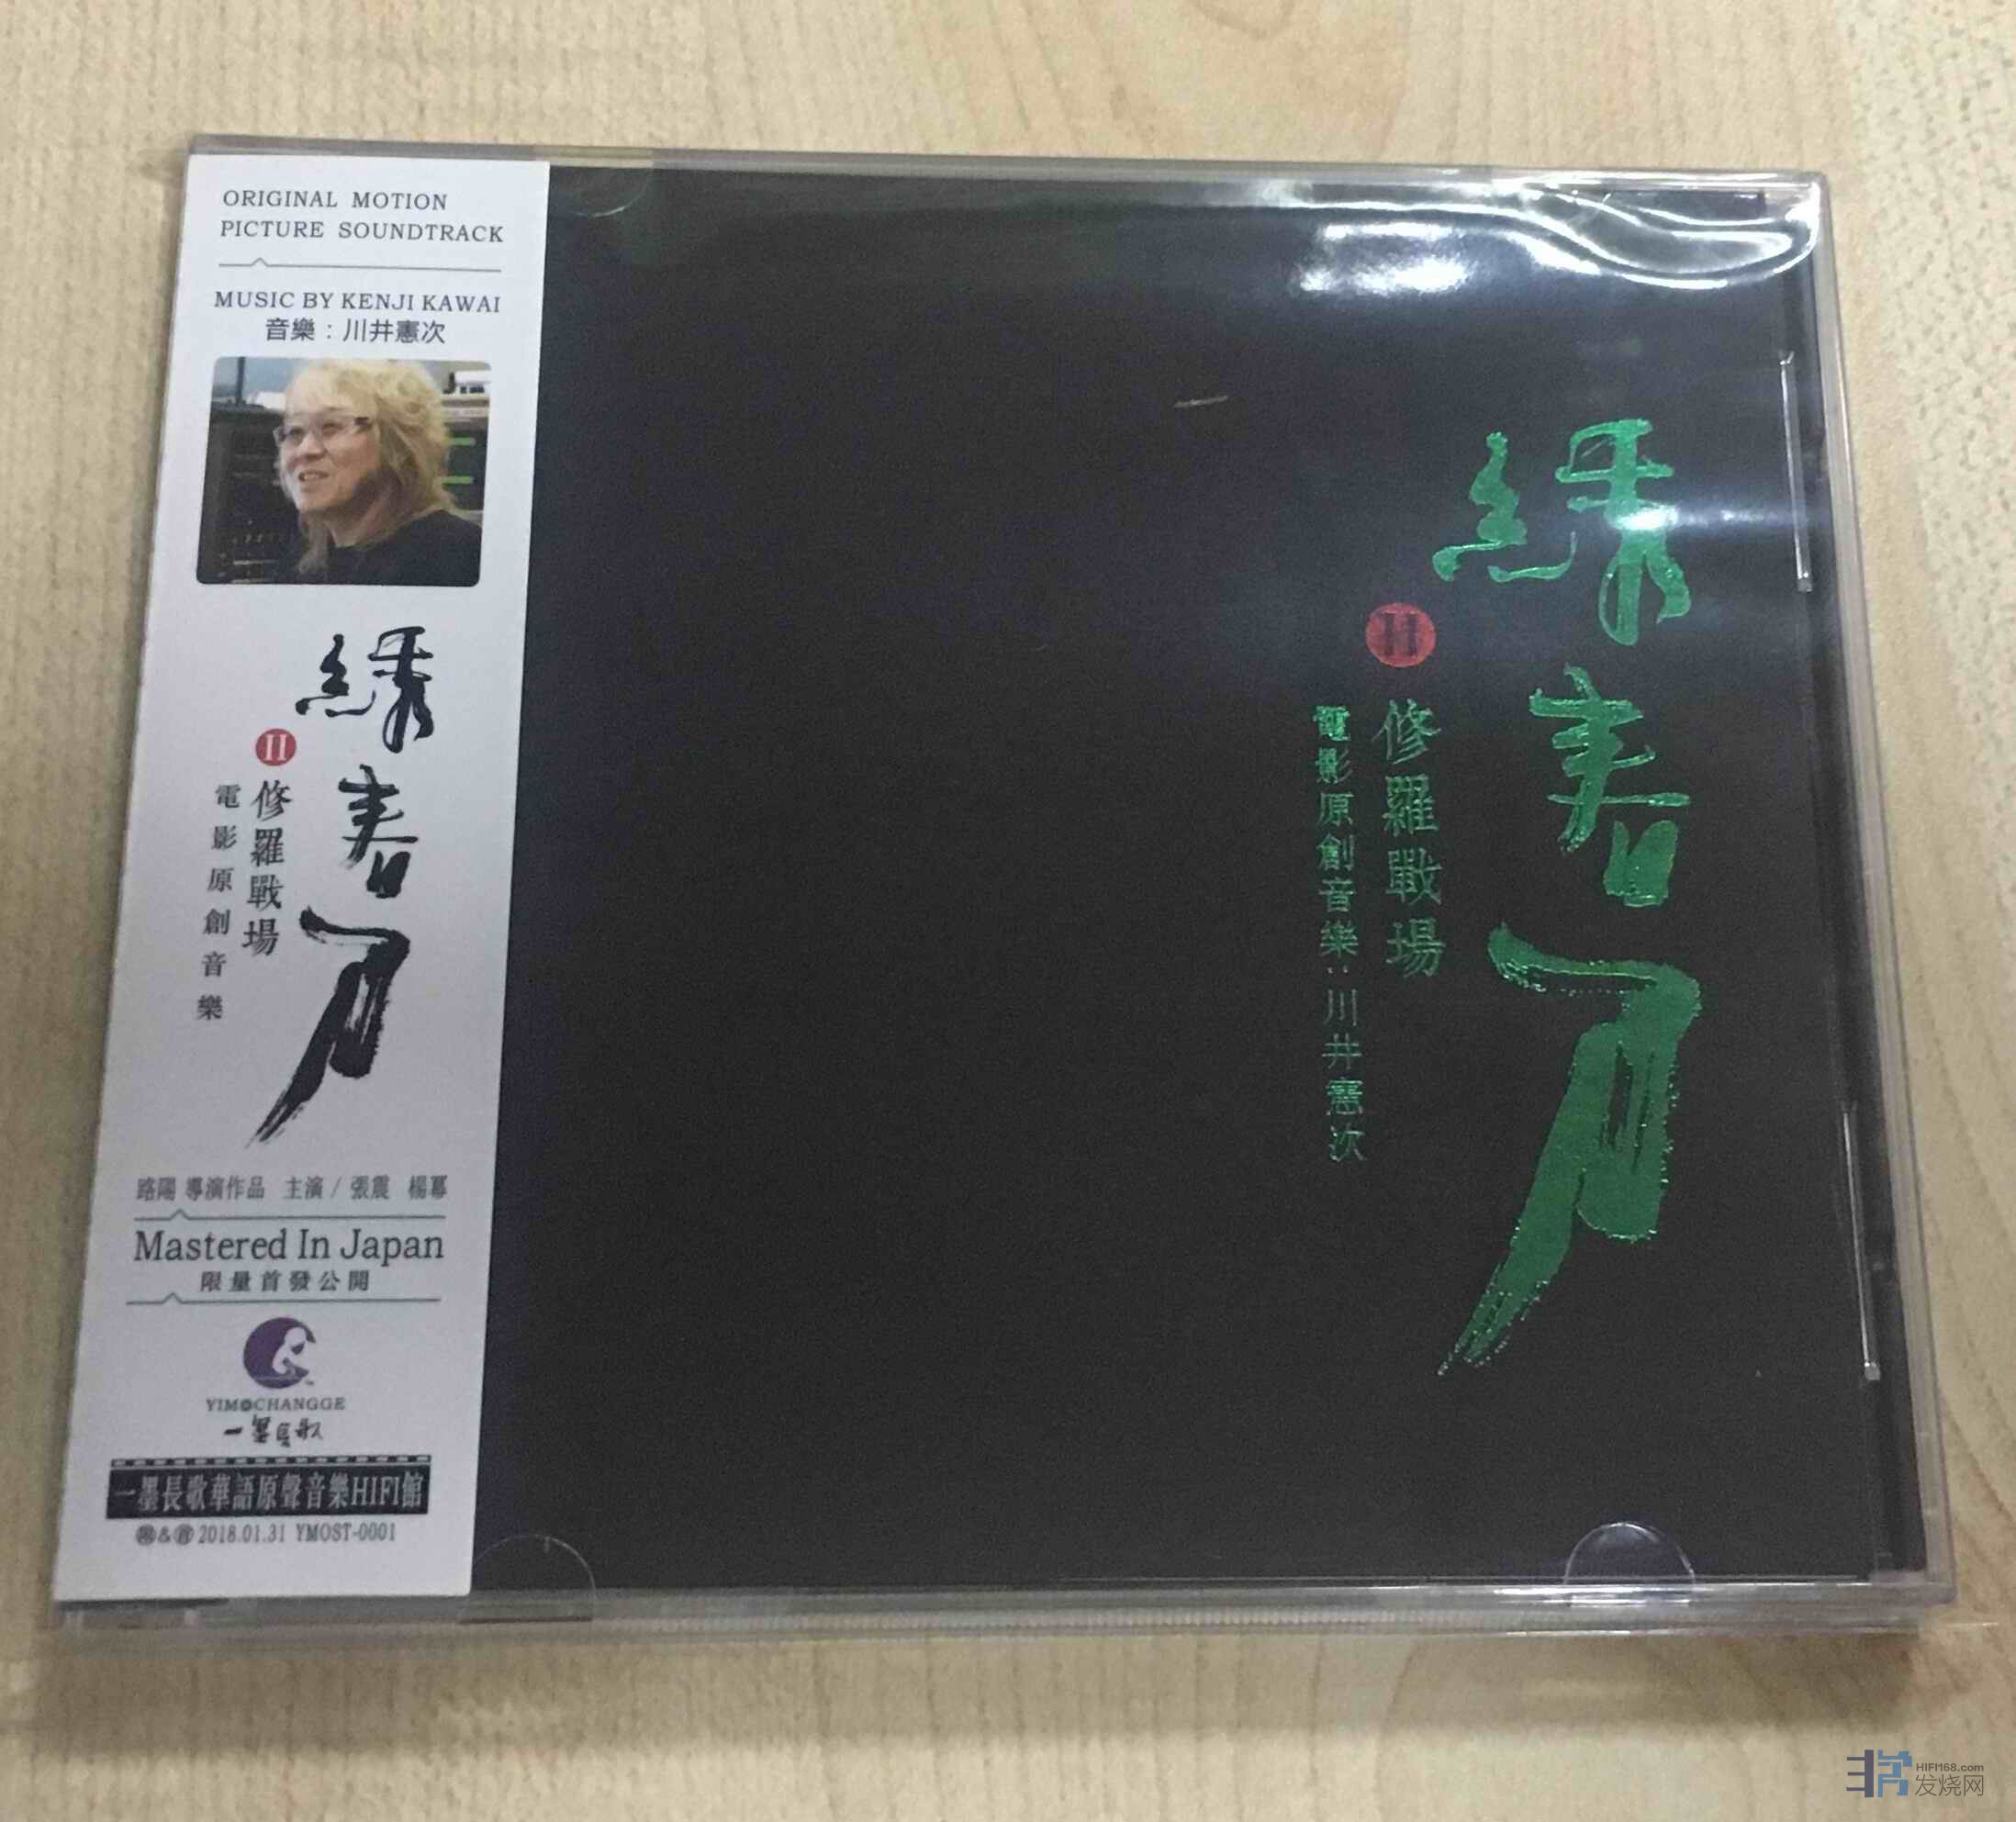 ORIGINAL MOTION
PICTURE SOUNDTRACK
MUSIC BY KENJI KAWAI
音樂：川井憲次
綉春刀
II
修羅戰場
電影原創音樂
路陽 導演作品 主演 / 張震 楊冪
Mastered In Japan
限量首發公開
YIMOCHANGGE
一墨長歌
一墨長歌華語原聲音樂HIFI館
2018.01.31 YMOST-0001
綉春刀
II
修羅戰場
電影原創音樂：川井憲次
HIFI168.com
发烧网